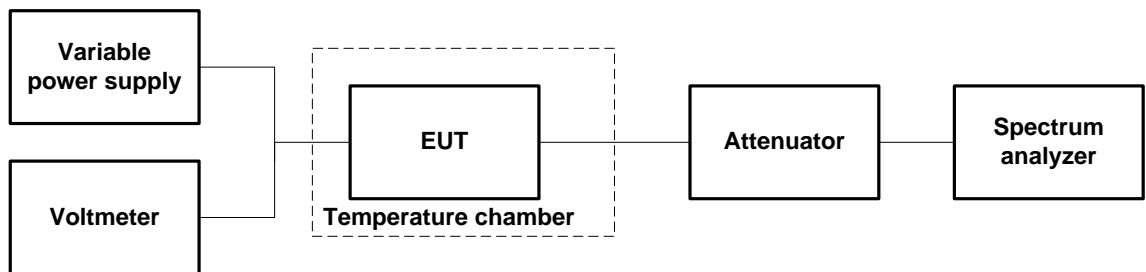 Variable
power supply
Voltmeter
EUT
Temperature chamber
Attenuator
Spectrum
analyzer